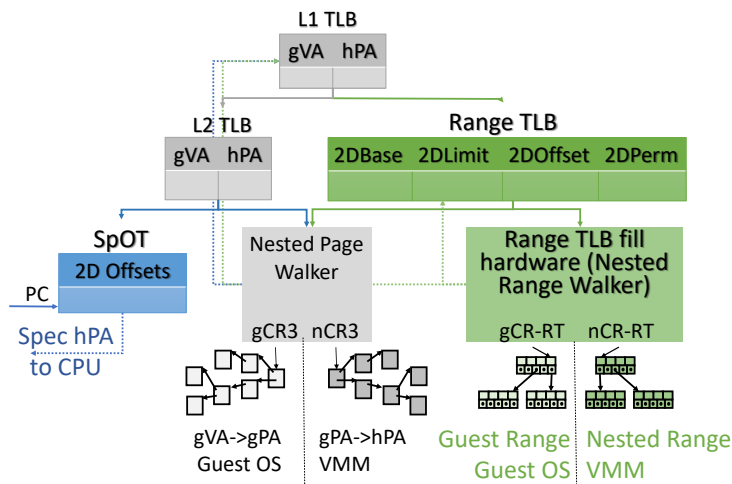 L1 TLB
gVA hPA
L2 TLB
gVA hPA
Range TLB
2DBase 2DLimit 2DOffset 2DPerm
SpOT
2D Offsets
PC
Spec hPA
to CPU
Nested Page
Walker
gCR3 nCR3
Range TLB fill
hardware (Nested
Range Walker)
gCR-RT nCR-RT
gVA->gPA
Guest OS
gPA->hPA
VMM
Guest Range
Guest OS
Nested Range
VMM